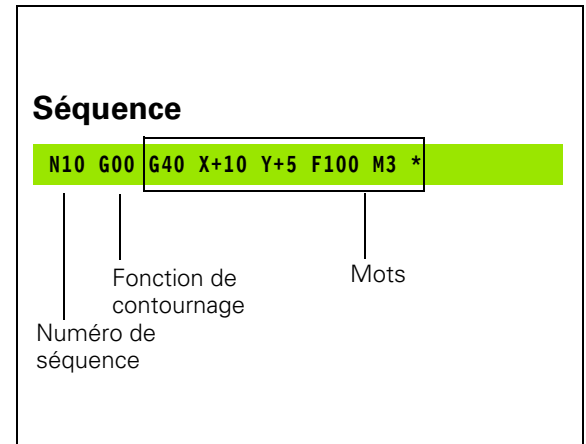 Séquence
N10 G00 G40 X+10 Y+5 F100 M3 *
Fonction de
contournage
Mots
Numéro de
séquence